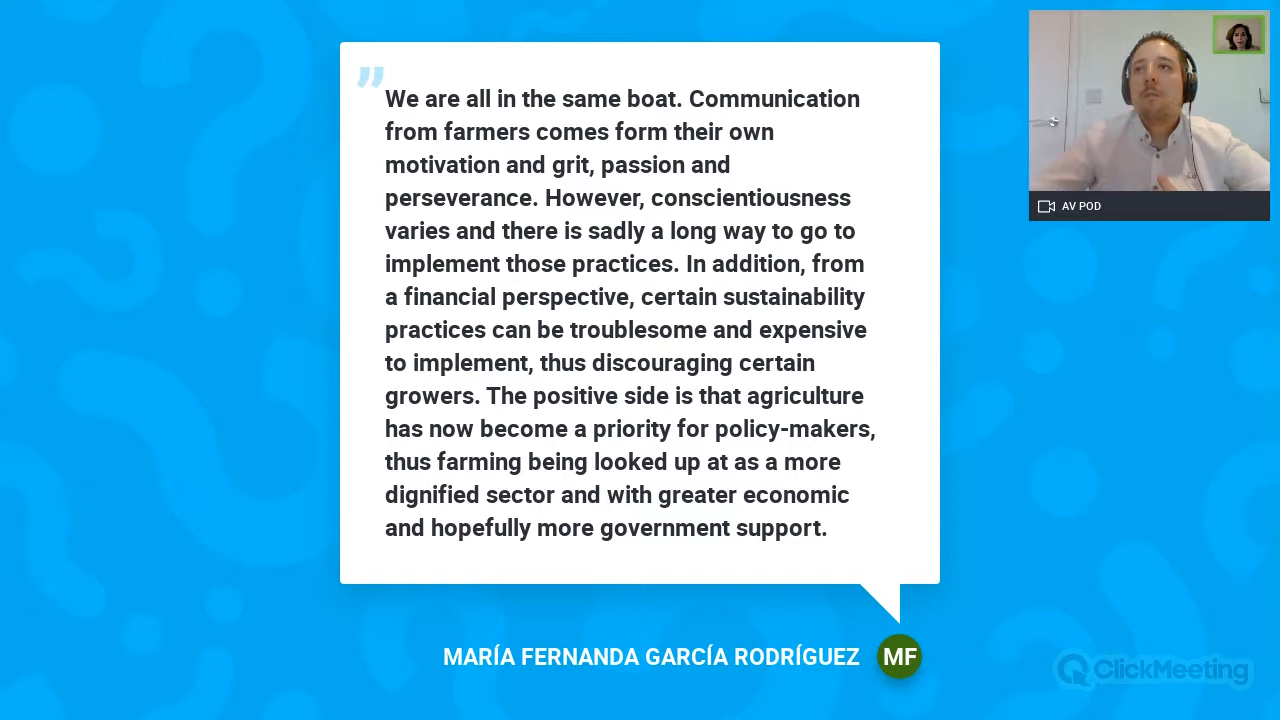 We are all in the same boat. Communication
from farmers comes form their own
motivation and grit, passion and
perseverance. However, conscientiousness
varies and there is sadly a long way to go to
implement those practices. In addition, from
a financial perspective, certain sustainability
practices can be troublesome and expensive
to implement, thus discouraging certain
growers. The positive side is that agriculture
has now become a priority for policy-makers,
thus farming being looked up at as a more
dignified sector and with greater economic
and hopefully more government support.
MARÍA FERNANDA GARCÍA RODRÍGUEZ MF
AV POD
ClickMeeting